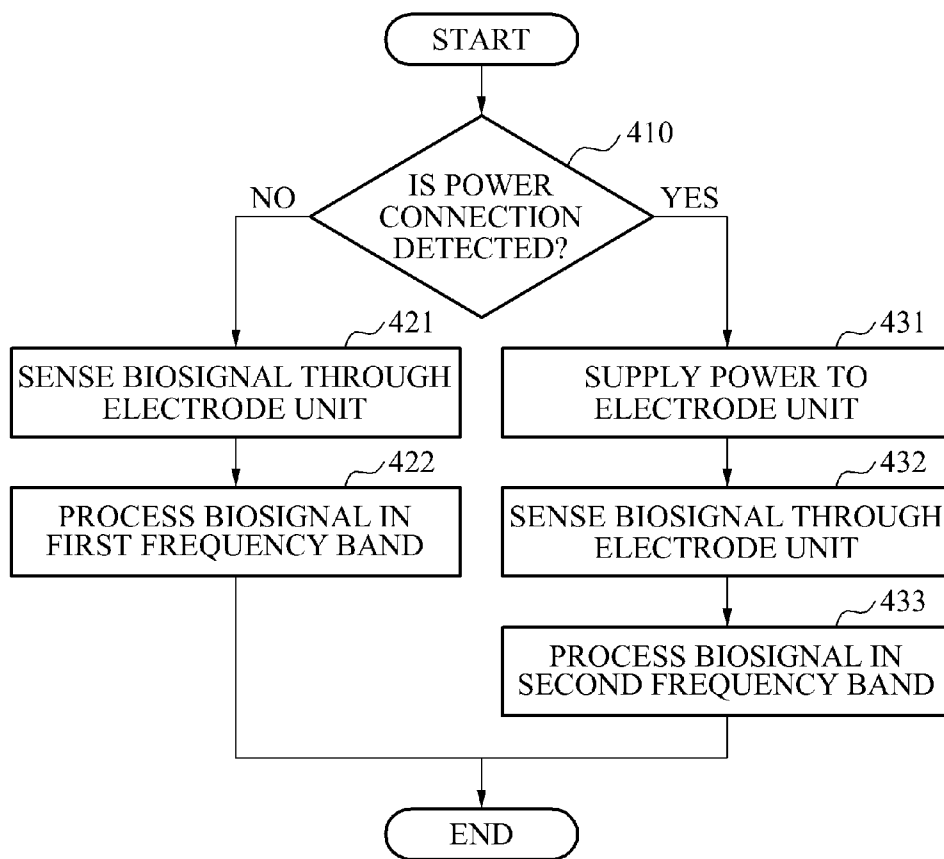 START
410
IS POWER
CONNECTION
DETECTED?
NO
YES
421
SENSE BIOSIGNAL THROUGH
ELECTRODE UNIT
422
PROCESS BIOSIGNAL IN
FIRST FREQUENCY BAND
431
SUPPLY POWER TO
ELECTRODE UNIT
432
SENSE BIOSIGNAL THROUGH
ELECTRODE UNIT
433
PROCESS BIOSIGNAL IN
SECOND FREQUENCY BAND
END